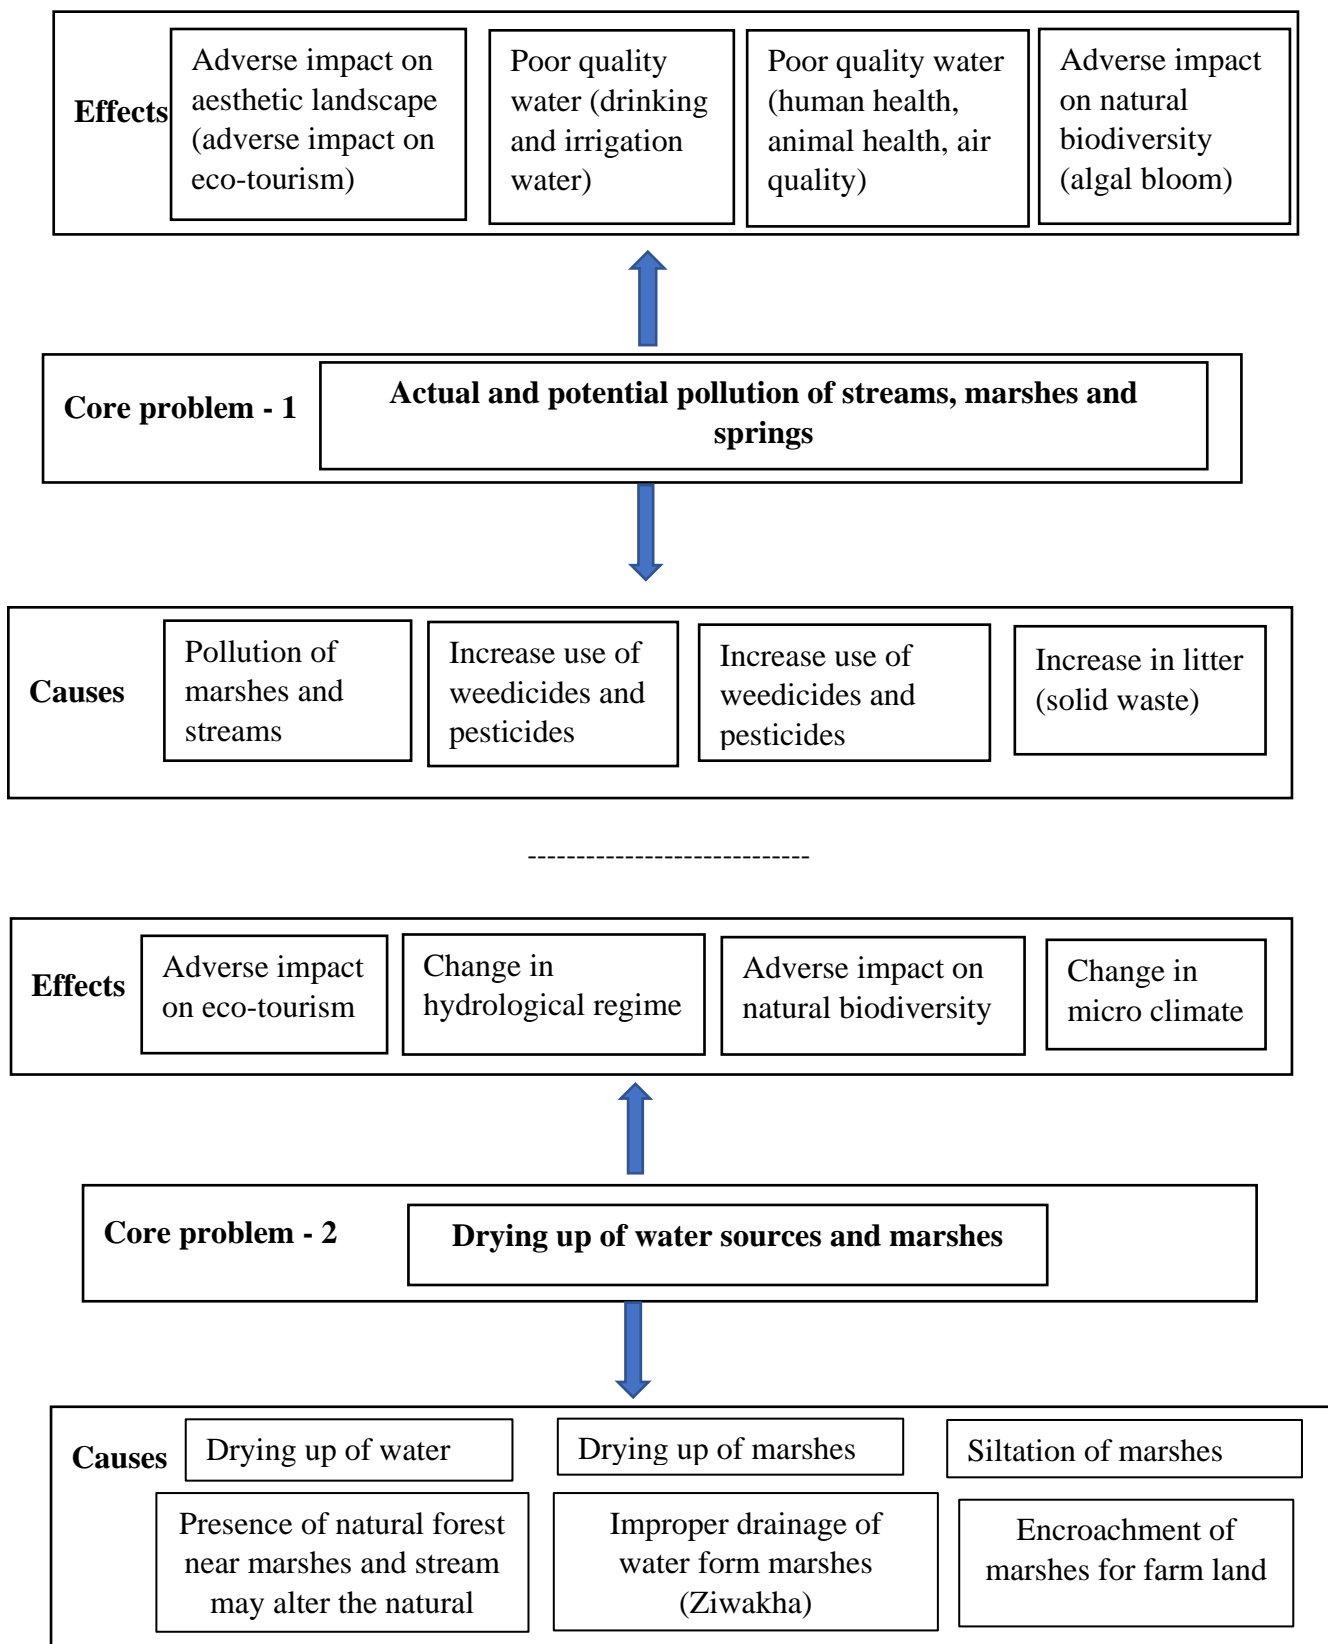 Effects
Adverse impact on
aesthetic landscape
(adverse impact on
eco-tourism)
Poor quality
water (drinking
and irrigation
water)
Poor quality water
(human health,
animal health, air
quality)
Adverse impact
on natural
biodiversity
(algal bloom)
Core problem - 1
Actual and potential pollution of streams, marshes and
springs
Causes
Pollution of
marshes and
streams
Increase use of
weedicides and
pesticides
Increase use of
weedicides and
pesticides
Increase in litter
(solid waste)
-----------------------------
Effects
Adverse impact
on eco-tourism
Change in
hydrological regime
Adverse impact on
natural biodiversity
Change in
micro climate
Core problem - 2
Drying up of water sources and marshes
Causes
Drying up of water
Drying up of marshes
Siltation of marshes
Presence of natural forest
near marshes and stream
may alter the natural
Improper drainage of
water form marshes
(Ziwakha)
Encroachment of
marshes for farm land